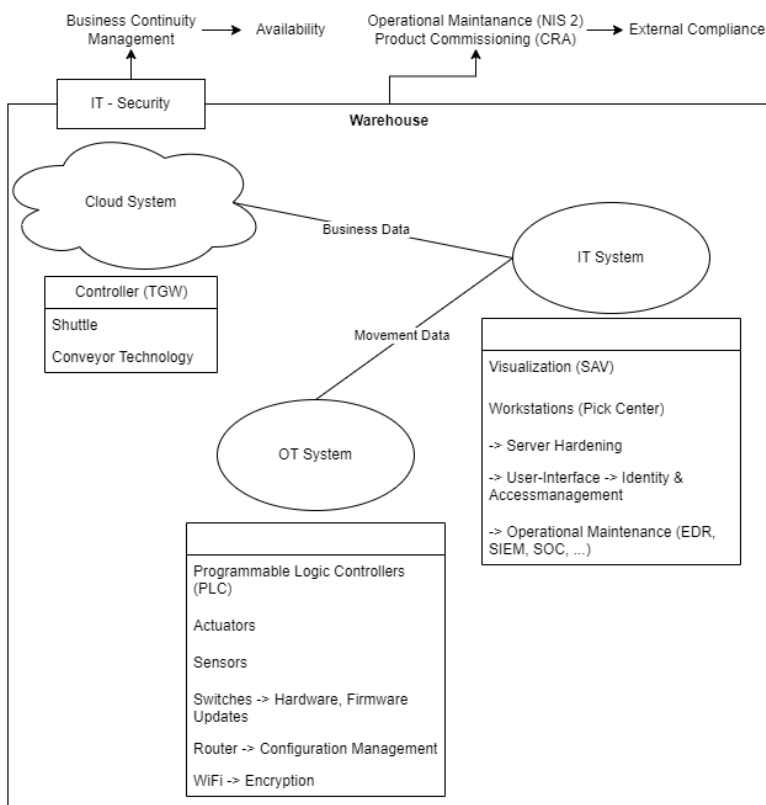 Business Continuity
Management
Availability
Operational Maintanance (NIS 2)
Product Commissioning (CRA)
External Compliance
IT - Security
Warehouse
Cloud System
Business Data
IT System
Controller (TGW)
Shuttle
Conveyor Technology
Movement Data
Visualization (SAV)
Workstations (Pick Center)
-> Server Hardening
-> User-Interface -> Identity &
Accessmanagement
-> Operational Maintenance (EDR,
SIEM, SOC, ...)
OT System
Programmable Logic Controllers
(PLC)
Actuators
Sensors
Switches -> Hardware, Firmware
Updates
Router -> Configuration Management
WiFi -> Encryption